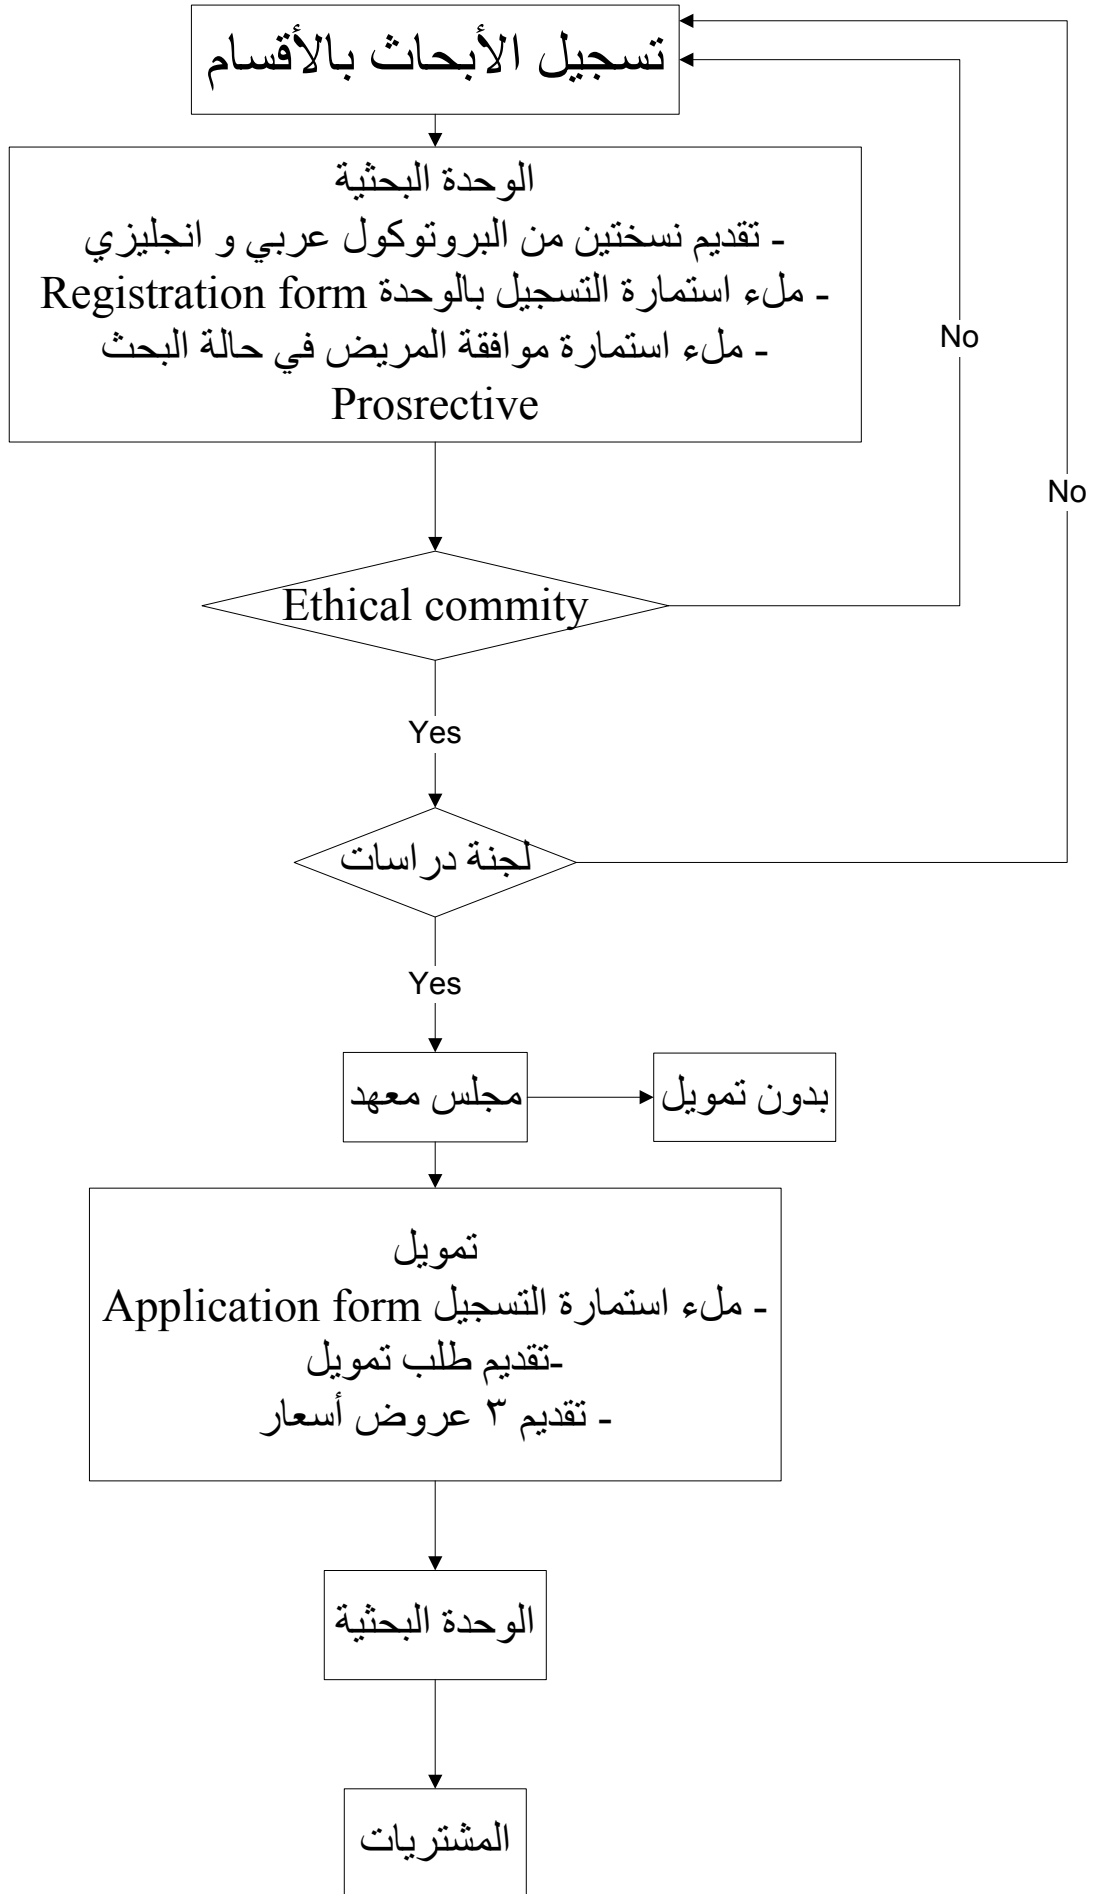 تسجيل الأبحاث بالأقسام
الوحدة البحثية
- تقديم نسختين من البروتوكول عربي و انجليزي
- ملء استمارة التسجيل بالوحدة Registration form
- ملء استمارة موافقة المريض في حالة البحث
Prosrective
No
No
Ethical commity
Yes
لجنة دراسات
Yes
مجلس معهد
بدون تمويل
تمويل
- ملء استمارة التسجيل Application form
-تقديم طلب تمويل
- تقديم ٣ عروض أسعار
الوحدة البحثية
المشتريات